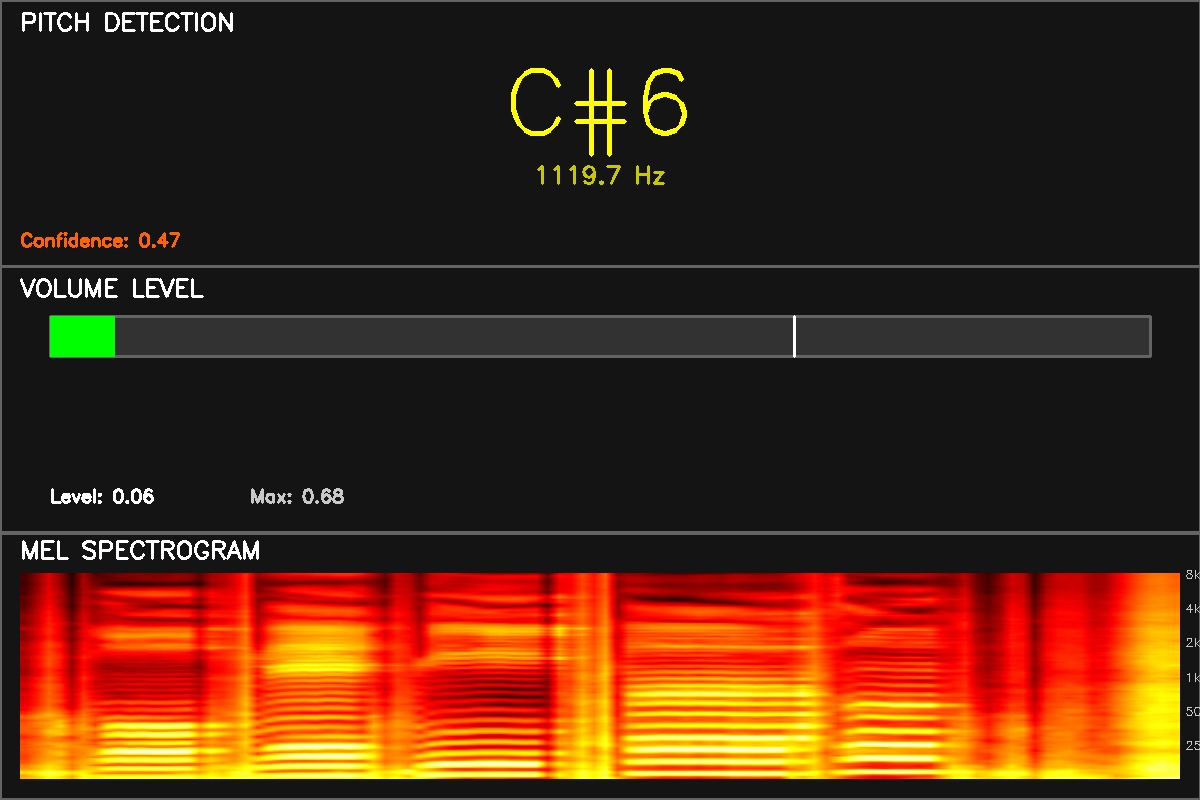 PITCH DETECTION
C#6
1119.7 Hz
Confidence: 0.47
VOLUME LEVEL
Level: 0.06 Max: 0.68
MEL SPECTROGRAM
8k
4k
2k
1k
50
25